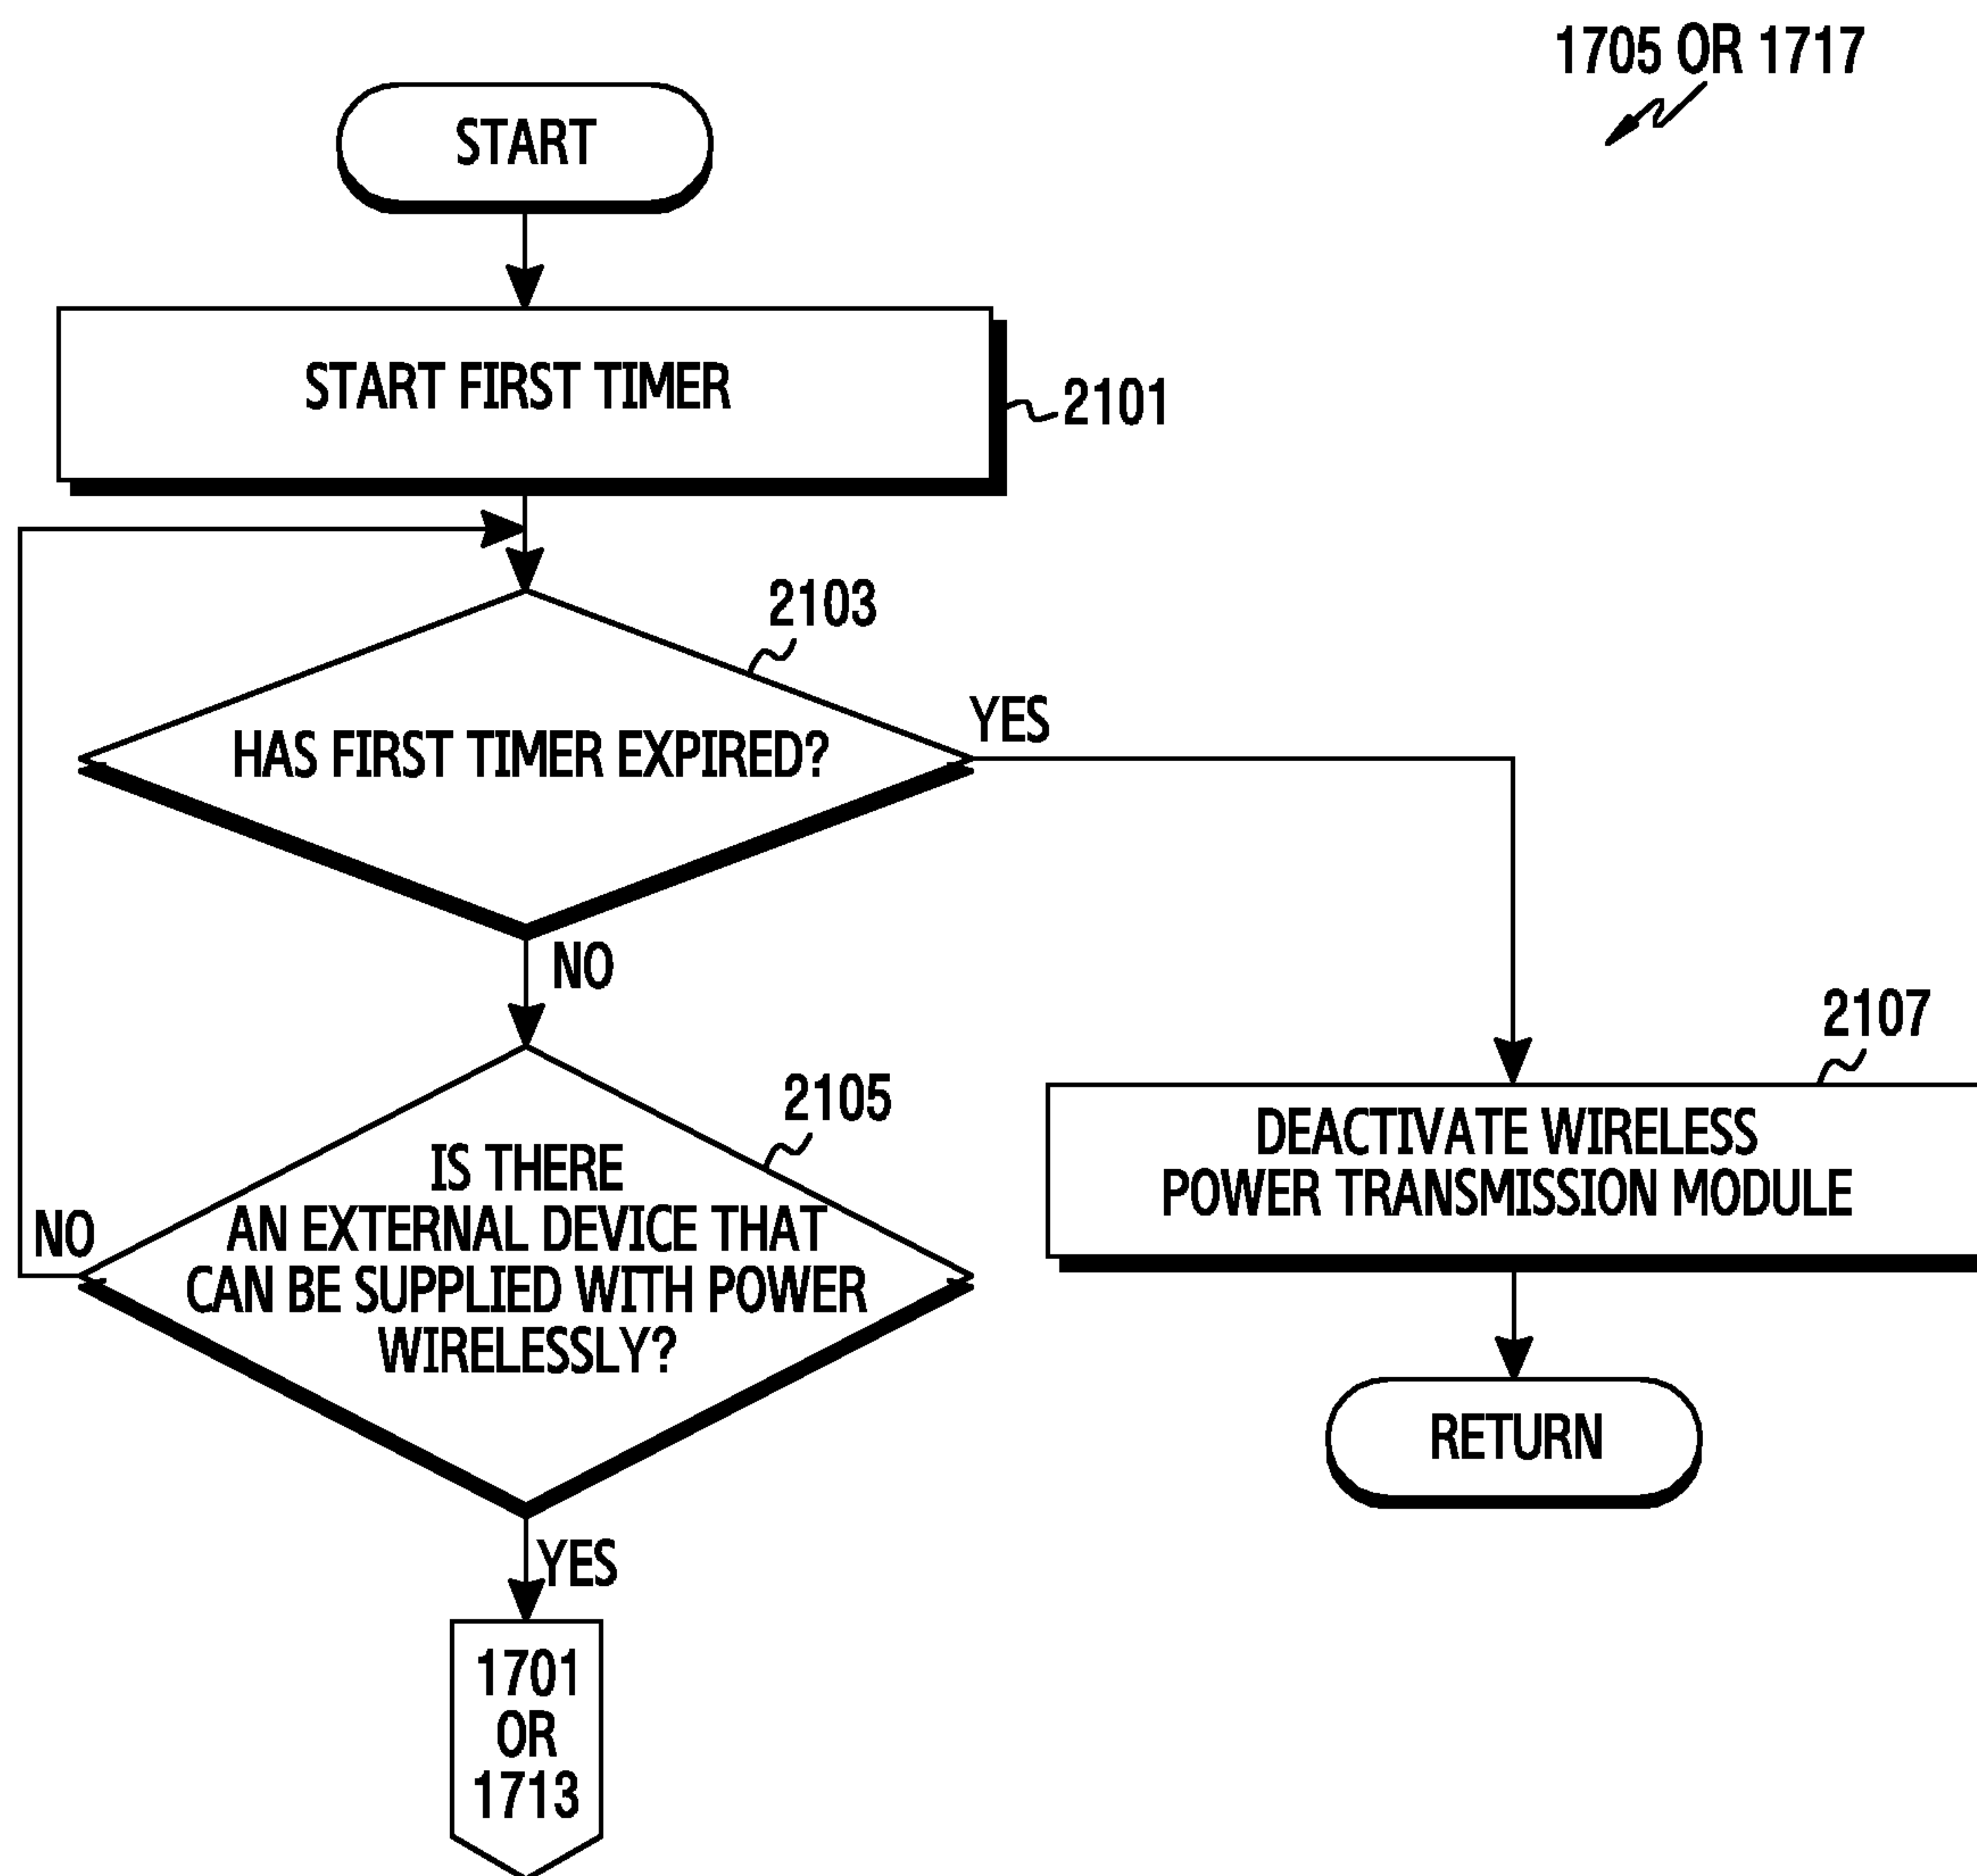 1705 OR 1717
START
START FIRST TIMER
2101
2103
HAS FIRST TIMER EXPIRED?
YES
NO
2105
IS THERE
AN EXTERNAL DEVICE THAT
CAN BE SUPPLIED WITH POWER
WIRELESSLY?
NO
YES
1701
OR
1713
2107
DEACTIVATE WIRELESS
POWER TRANSMISSION MODULE
RETURN